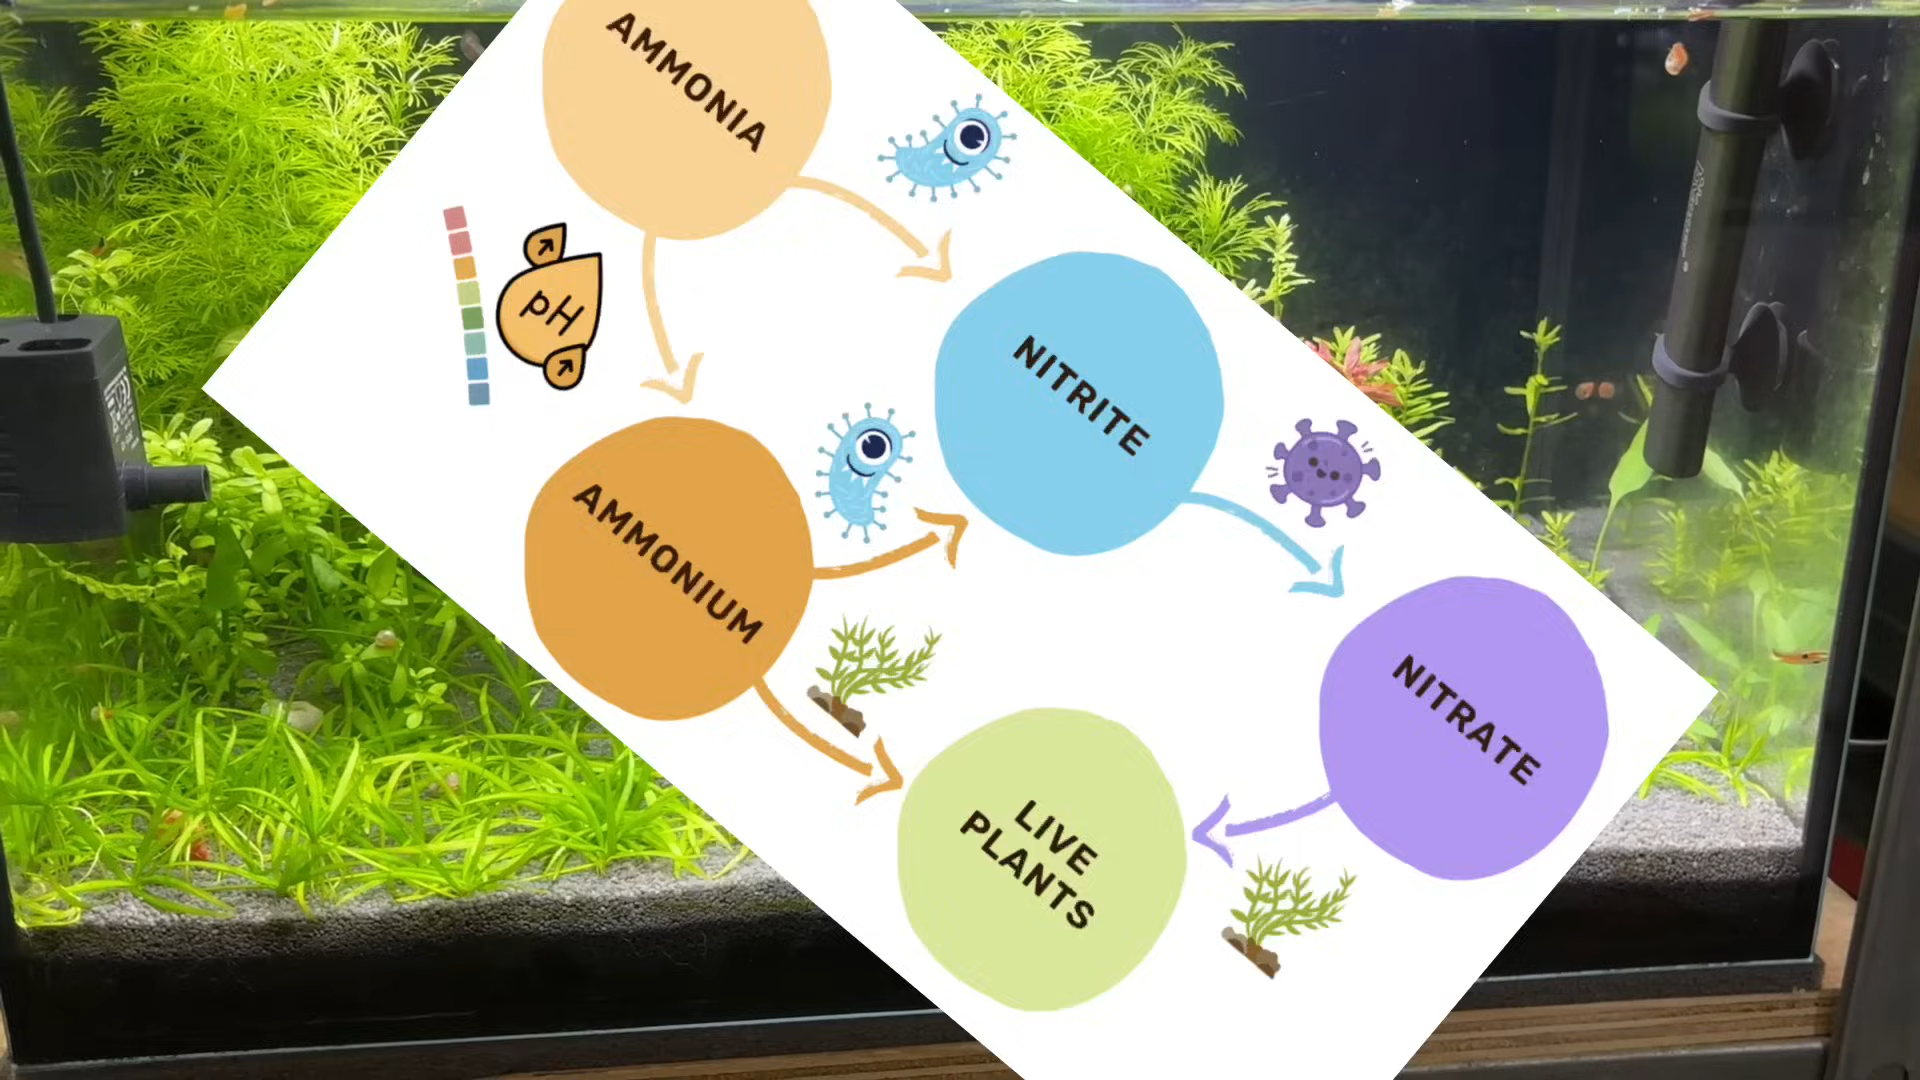 AMMONIA
pH
NITRITE
AMMONIUM
NITRATE
LIVE
PLANTS